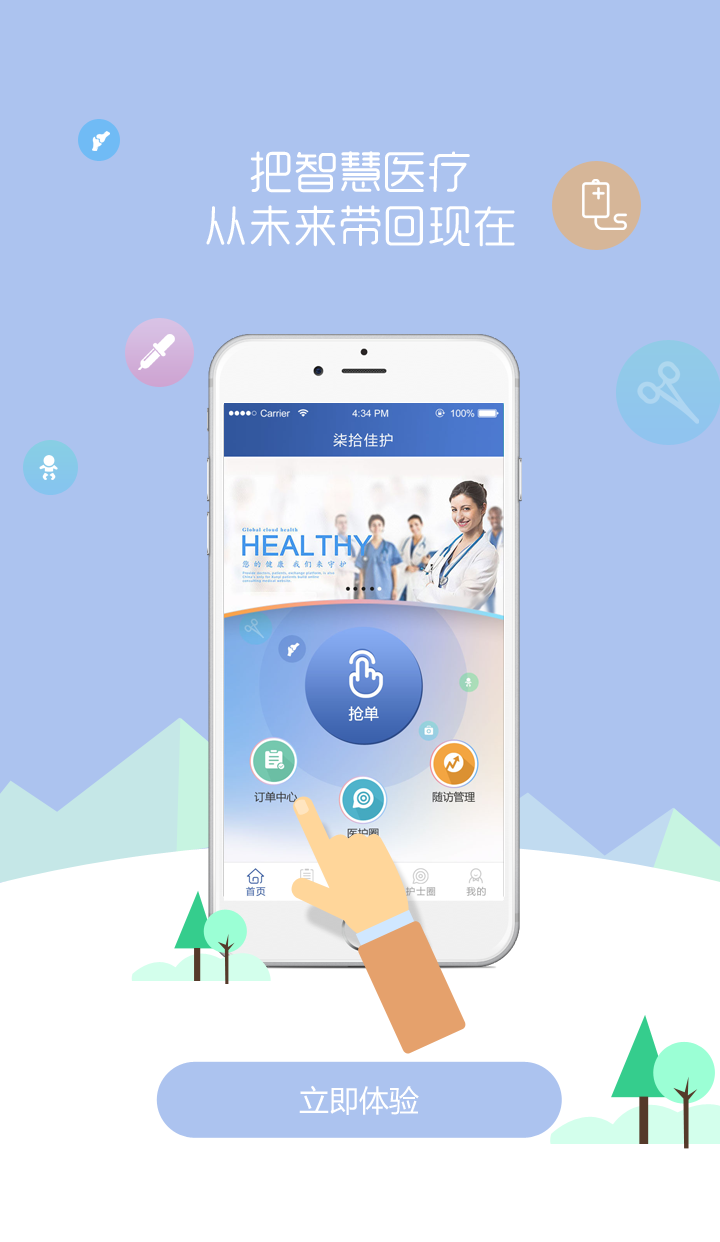 把智慧医疗
从未来带回现在
Carrier 4:34 PM 100%
柒拾佳护
Global cloud health
HEALTHY
您的健康 我们来守护
抢单
订单中心
随访管理
医护圈
首页 护士圈 我的
立即体验